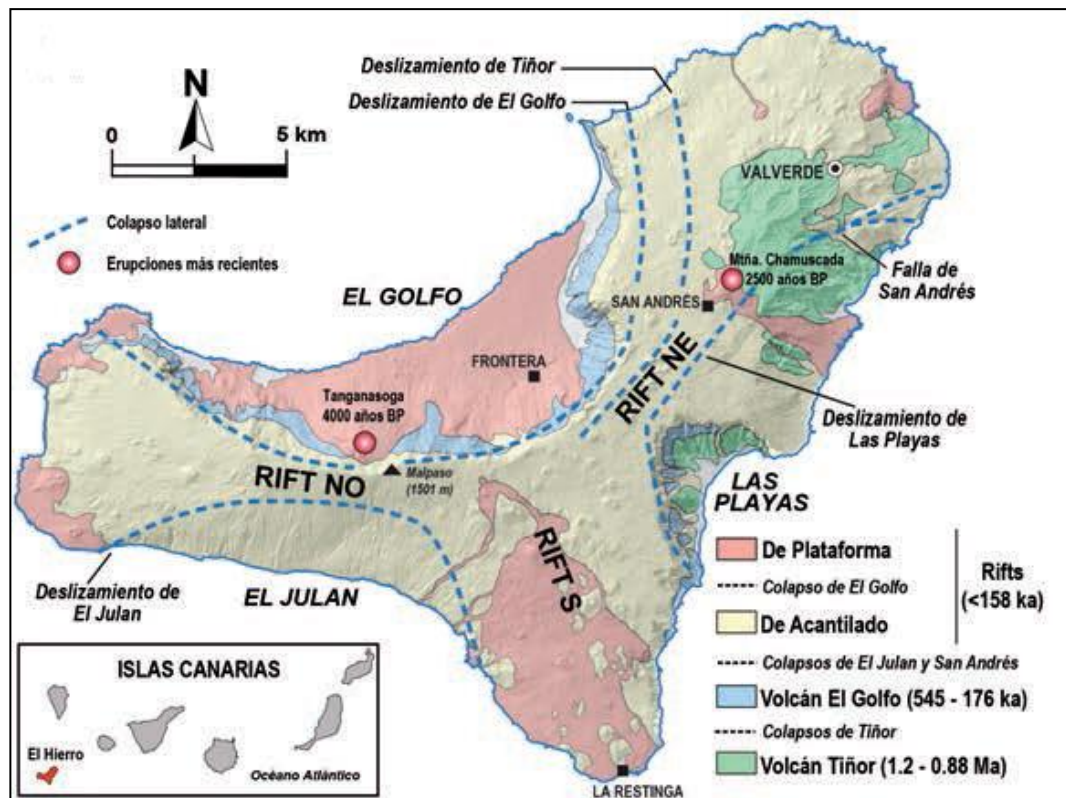 Deslizamiento de Tiñor
Deslizamiento de El Golfo
N
0 5 km
Colapso lateral
Erupciones más recientes
VALVERDE
Mtña. Chamuscada
2500 años BP
Falla de
San Andrés
EL GOLFO
SAN ANDRÉS
FRONTERA
RIFT NE
Tanganasoga
4000 años BP
Deslizamiento de
Las Playas
RIFT NO
Malpaso
(1501 m)
LAS
PLAYAS
RIFT S
Deslizamiento de
El Julan
EL JULAN
LA RESTINGA
De Plataforma
Colapso de El Golfo
De Acantilado
Rifts
(<158 ka)
Colapsos de El Julan y San Andrés
Volcán El Golfo (545 - 176 ka)
Colapsos de Tiñor
Volcán Tiñor (1.2 - 0.88 Ma)
ISLAS CANARIAS
El Hierro
Océano Atlántico